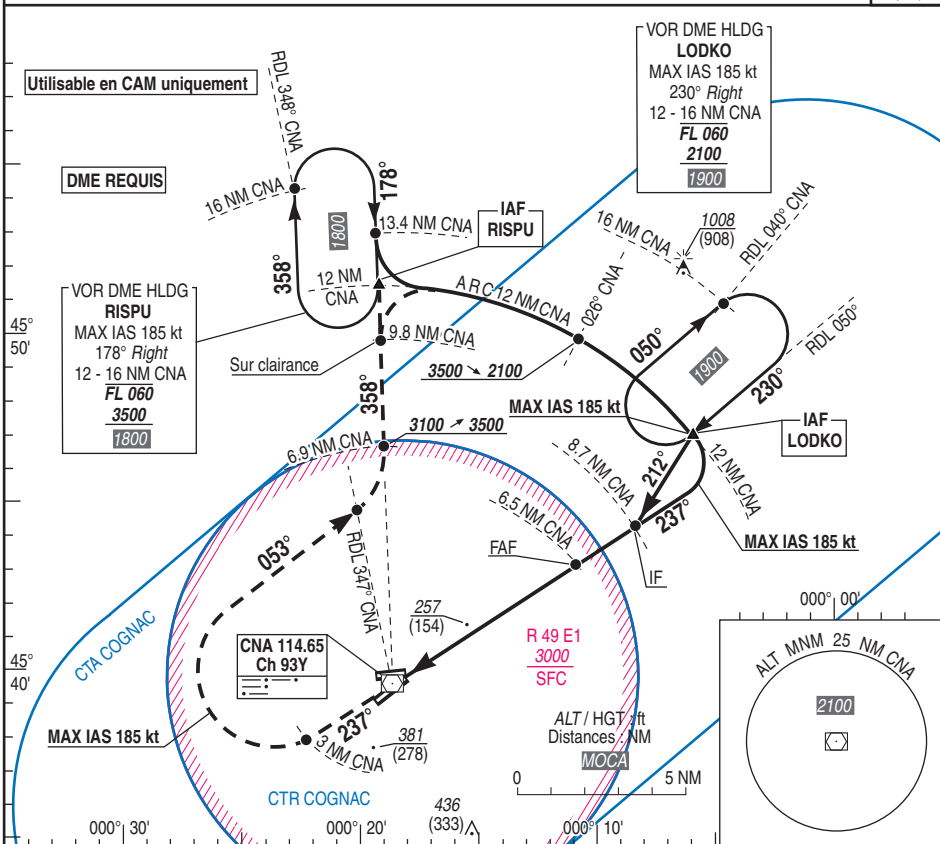 Utilisable en CAM uniquement
DME REQUIS
VOR DME HLDG
LODKO
MAX IAS 185 kt
230° Right
12 - 16 NM CNA
FL 060
2100
1900
RDL 348° CNA
16 NM CNA
178°
1800
358°
13.4 NM CNA
12 NM
CNA
IAF
RISPU
VOR DME HLDG
RISPU
MAX IAS 185 kt
178° Right
12 - 16 NM CNA
FL 060
3500
1800
ARC 12 NM CNA
026° CNA
16 NM CNA
1008
(908)
RDL 040° CNA
RDL 050°
050°
1900
230°
9.8 NM CNA
Sur clairance
3500 ↘ 2100
358°
MAX IAS 185 kt
IAF
LODKO
3100 ↗ 3500
6.9 NM CNA
8.7 NM CNA
212°
12 NM CNA
237°
6.5 NM CNA
MAX IAS 185 kt
FAF
IF
053°
RDL 347° CNA
257
(154)
R 49 E1
3000
SFC
CNA 114.65
Ch 93Y
CTA COGNAC
MAX IAS 185 kt
237°
3 NM CNA
381
(278)
CTR COGNAC
436
(333)
ALT / HGT : ft
Distances : NM
MOCA
0 5 NM
000° 00'
ALT MNM 25 NM CNA
2100
45°
50'
45°
40'
000° 30'
000° 20'
000° 10'